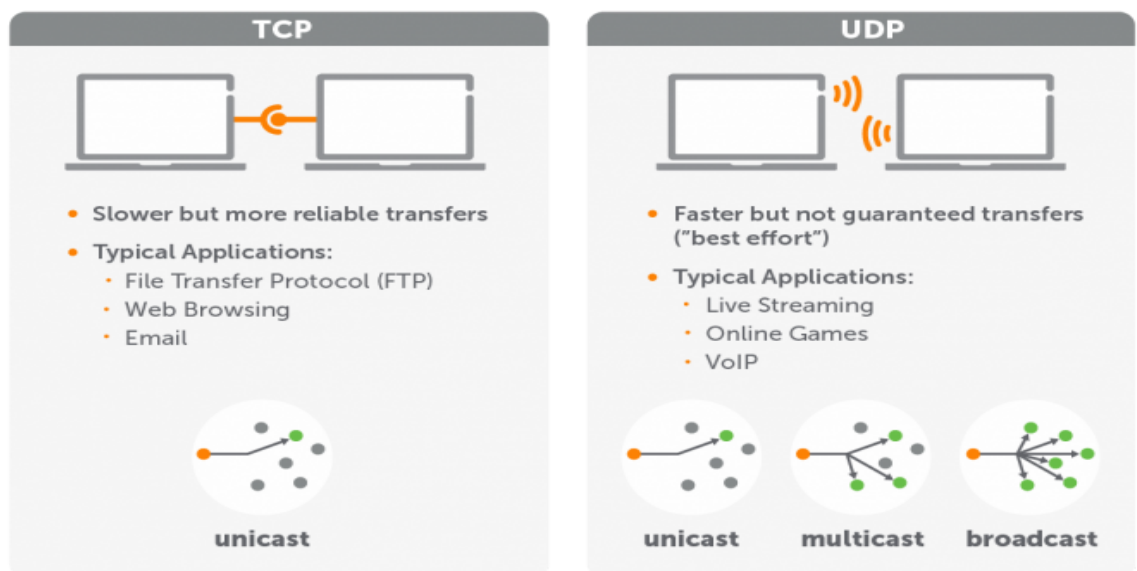 TCP
Slower but more reliable transfers
Typical Applications:
File Transfer Protocol (FTP)
Web Browsing
Email
unicast
UDP
Faster but not guaranteed transfers
("best effort")
Typical Applications:
Live Streaming
Online Games
VoIP
unicast multicast broadcast